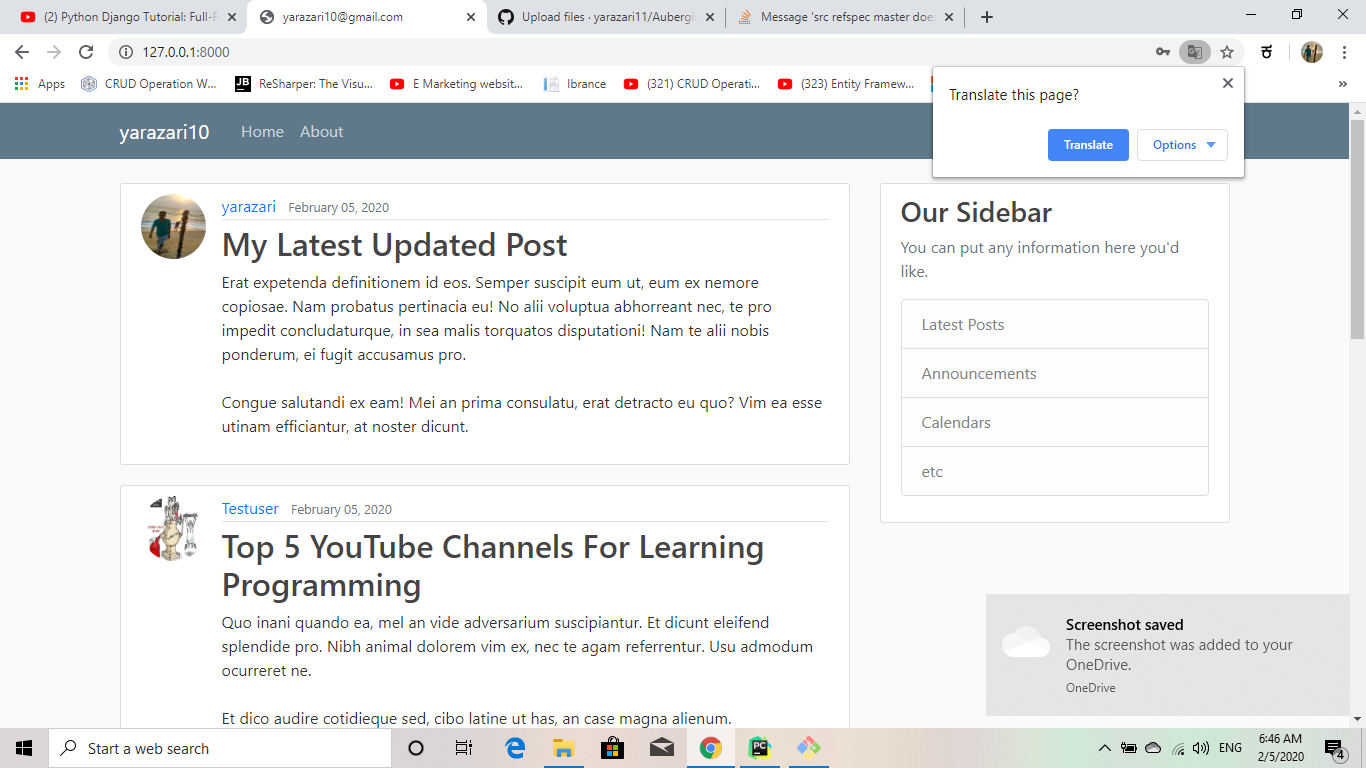 (2) Python Django Tutorial: Full-F
yarazari10@gmail.com
Upload files · yarazari11/Aubergi
Message 'src refspec master doe
127.0.0.1:8000
Apps
CRUD Operation W...
JB
ReSharper: The Visu...
E Marketing websit...
Ibrance
(321) CRUD Operati...
(323) Entity Framew...
»
Translate this page?
Translate
Options
yarazari10
Home
About
yarazari February 05, 2020
My Latest Updated Post
Erat expetenda definitionem id eos. Semper suscipit eum ut, eum ex nemore
copiosae. Nam probatus pertinacia eu! No alii voluptua abhorreant nec, te pro
impedit concludaturque, in sea malis torquatos disputationi! Nam te alii nobis
ponderum, ei fugit accusamus pro.
Congue salutandi ex eam! Mei an prima consulatu, erat detracto eu quo? Vim ea esse
utinam efficiantur, at noster dicunt.
Testuser February 05, 2020
Top 5 YouTube Channels For Learning
Programming
Quo inani quando ea, mel an vide adversarium suscipiantur. Et dicunt eleifend
splendide pro. Nibh animal dolorem vim ex, nec te agam referrentur. Usu admodum
ocurreret ne.
Et dico audire cotidieque sed, cibo latine ut has, an case magna alienum.
Our Sidebar
You can put any information here you'd
like.
Latest Posts
Announcements
Calendars
etc
Screenshot saved
The screenshot was added to your
OneDrive.
OneDrive
Start a web search
PC
ENG
6:46 AM
2/5/2020
4